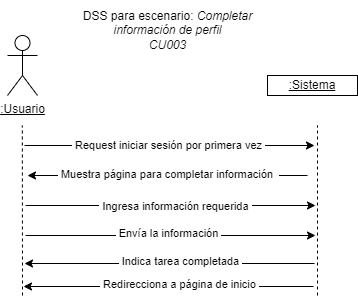 DSS para escenario: Completar
información de perfil
CU003
:Usuario
:Sistema
Request iniciar sesión por primera vez
Muestra página para completar información
Ingresa información requerida
Envía la información
Indica tarea completada
Redirecciona a página de inicio